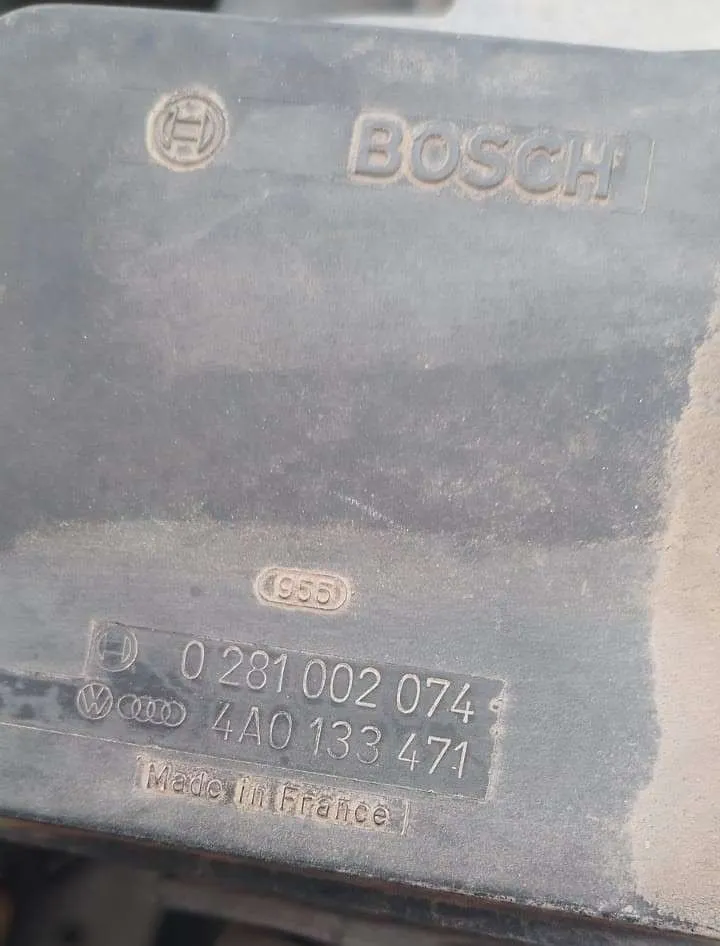 BOSCH
955
0 281 002 074
4A0 133 471
Made in France